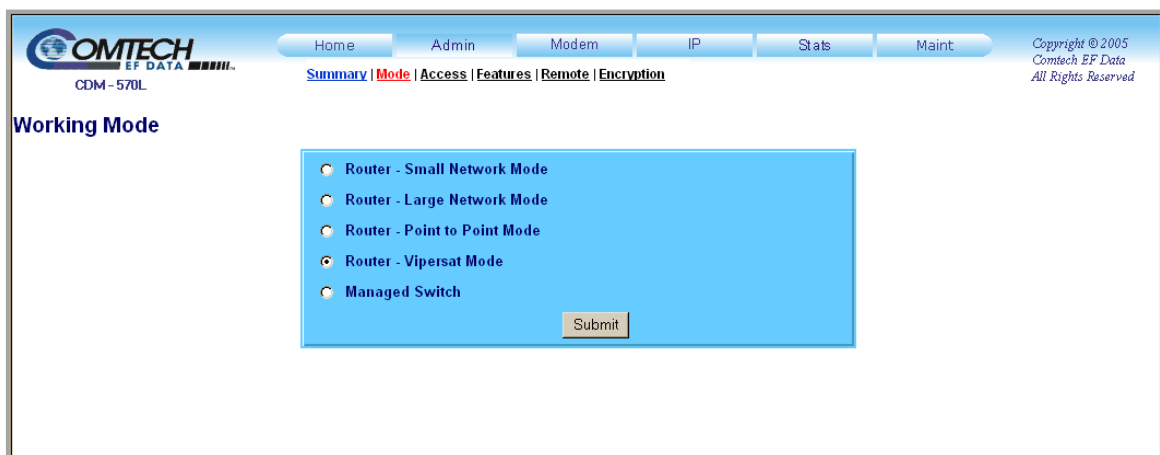 COMTECH
EF DATA
CDM - 570L
Home Admin Modem IP Stats Maint
Summary | Mode | Access | Features | Remote | Encryption
Copyright © 2005
Comtech EF Data
All Rights Reserved
Working Mode
Router - Small Network Mode
Router - Large Network Mode
Router - Point to Point Mode
Router - Vipersat Mode
Managed Switch
Submit